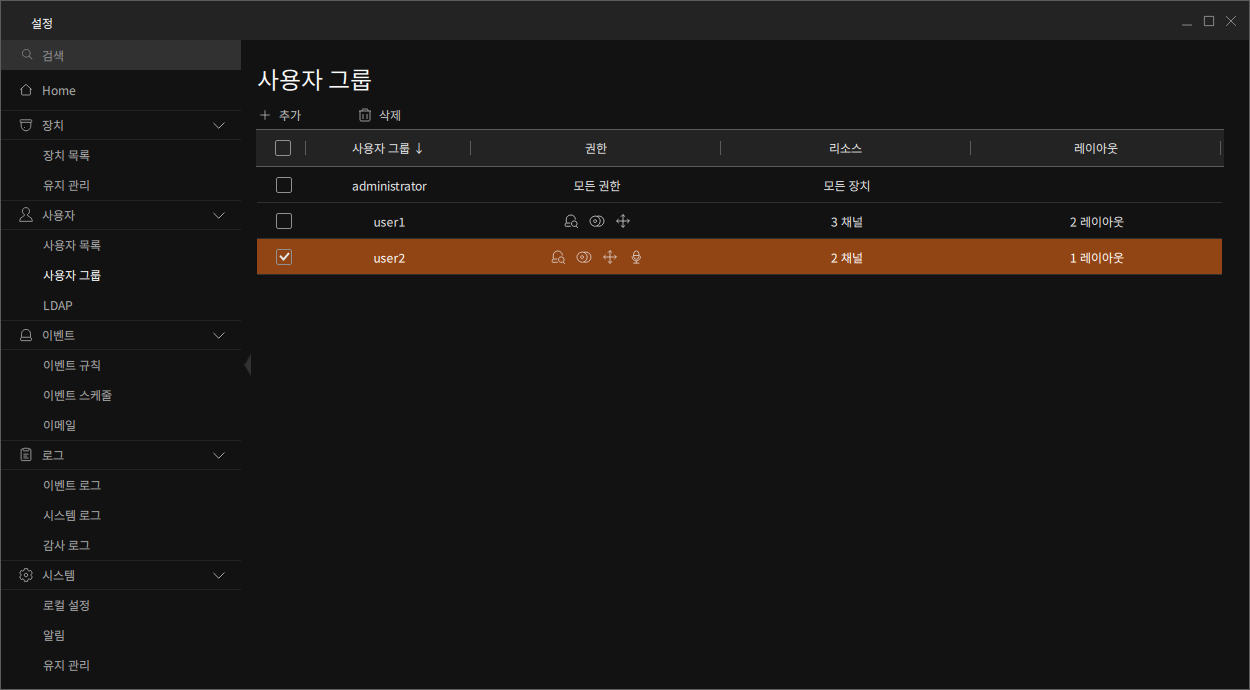 설정
검색
Home
장치
장치 목록
유지 관리
사용자
사용자 목록
사용자 그룹
LDAP
이벤트
이벤트 규칙
이벤트 스케줄
이메일
로그
이벤트 로그
시스템 로그
감사 로그
시스템
로컬 설정
알림
유지 관리
사용자 그룹
추가 삭제
사용자 그룹 ↓ 권한 리소스 레이아웃
administrator 모든 권한 모든 장치
user1 3 채널 2 레이아웃
user2 2 채널 1 레이아웃